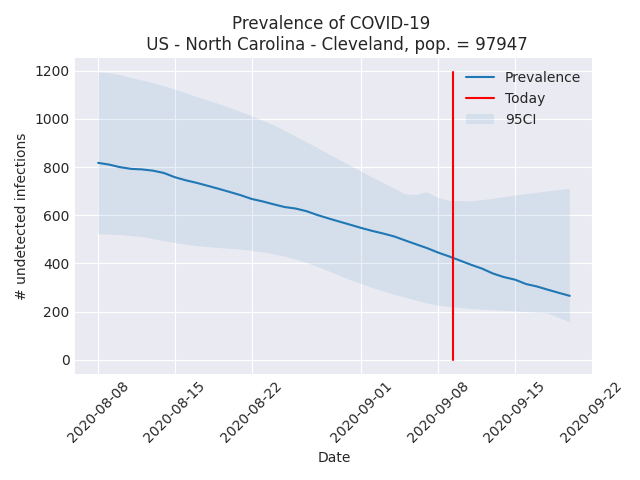 Prevalence of COVID-19
US - North Carolina - Cleveland, pop. = 97947
1200
1000
800
600
400
200
0
# undetected infections
Prevalence
Today
95CI
2020-08-08
2020-08-15
2020-08-22
2020-09-01
2020-09-08
2020-09-15
2020-09-22
Date